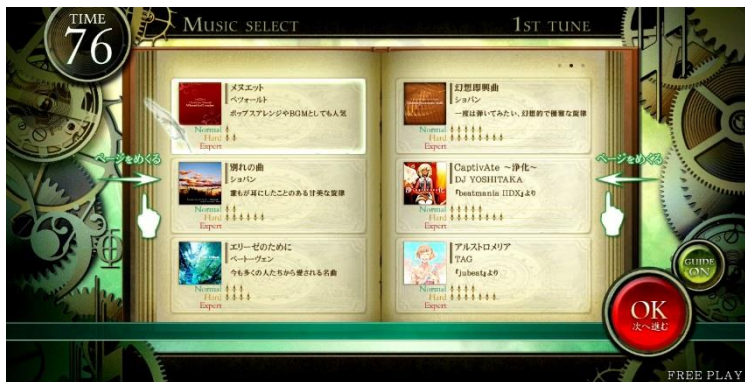 TIME
76
MUSIC SELECT
1ST TUNE
メヌエット
ペツォールト
ポップスアレンジやBGMとしても人気
Normal
Hard
Expert
別れの曲
ショパン
誰もが耳にしたことのある甘美な旋律
Normal
Hard
Expert
エリーゼのために
ベートーヴェン
今も多くの人たちから愛される名曲
Normal
Hard
Expert
幻想即興曲
ショパン
一度は弾いてみたい、幻想的で優雅な旋律
Normal
Hard
Expert
CaptivAte ～浄化～
DJ YOSHITAKA
『beatmania IIDX』より
Normal
Hard
Expert
アルストロメリア
TAG
『jubeat』より
Normal
Hard
Expert
ページをめくる
ページをめくる
GUIDE
ON
OK
次へ進む
FREE PLAY